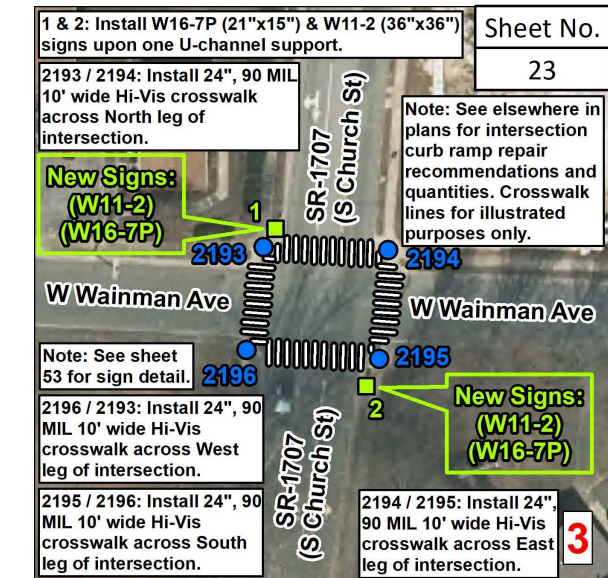 1 & 2: Install W16-7P (21"x15") & W11-2 (36"x36")
signs upon one U-channel support.
Sheet No.
23
2193 / 2194: Install 24", 90 MIL
10' wide Hi-Vis crosswalk
across North leg of
intersection.
SR-1707
(S Church St)
Note: See elsewhere in
plans for intersection
curb ramp repair
recommendations and
quantities. Crosswalk
lines for illustrated
purposes only.
New Signs:
(W11-2)
(W16-7P)
1
2193
2194
W Wainman Ave
W Wainman Ave
Note: See sheet
53 for sign detail.
2196
2195
2
New Signs:
(W11-2)
(W16-7P)
2196 / 2193: Install 24", 90
MIL 10' wide Hi-Vis
crosswalk across West
leg of intersection.
SR-1707
(S Church St)
2195 / 2196: Install 24", 90
MIL 10' wide Hi-Vis
crosswalk across South
leg of intersection.
2194 / 2195: Install 24",
90 MIL 10' wide Hi-Vis
crosswalk across East
leg of intersection.
3